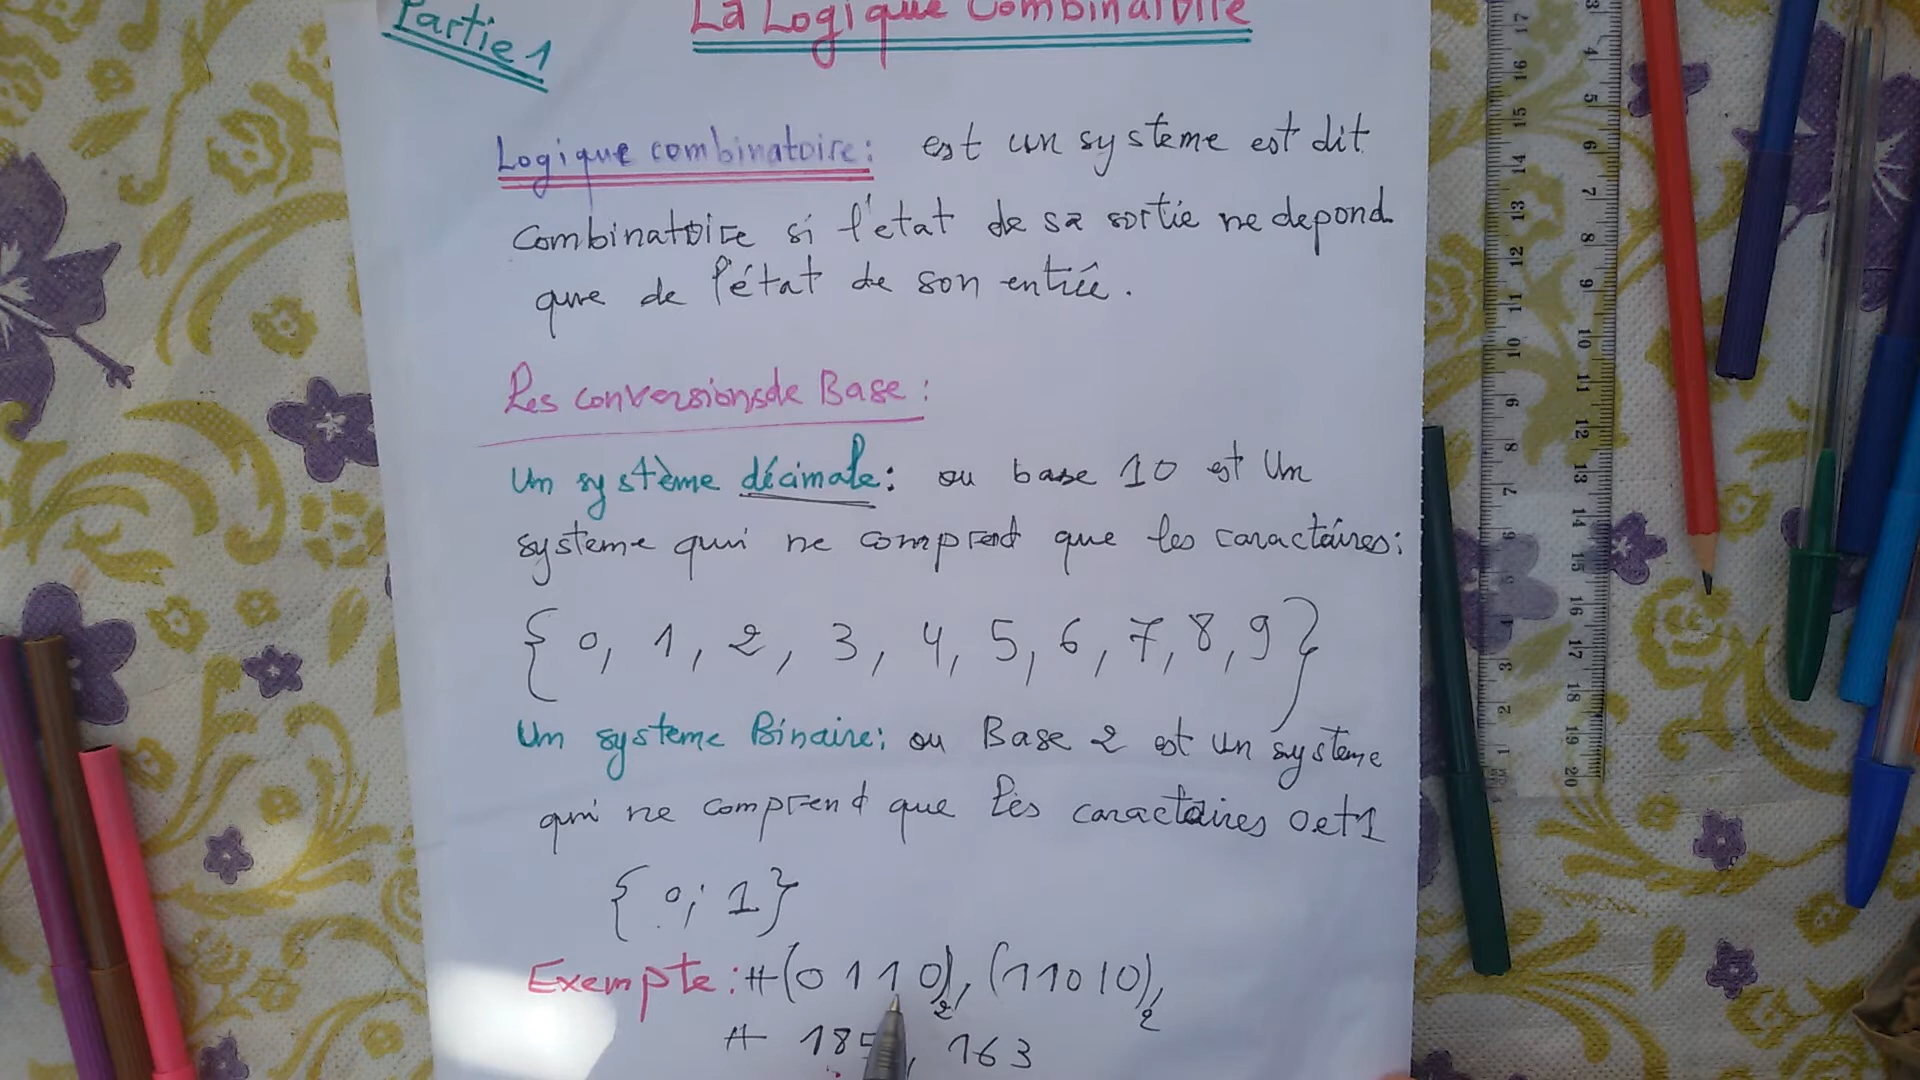 Partie 1
La Logique Combinatoire
Logique combinatoire: est un systeme est dit
Combinatoire si l'etat de sa sortie ne depond
que de l'état de son entrée.
Les conversions de Base:
Un système décimale: ou base 10 est Un
systeme qui ne comprend que les caractaires:
{0, 1, 2, 3, 4, 5, 6, 7, 8, 9}
Un systeme Binaire: ou Base 2 est un systeme
qui ne comprend que les caractaires 0 et 1
{0; 1}
Exempte: #(0 1 1 0)2, (11010)2
# 185, 163